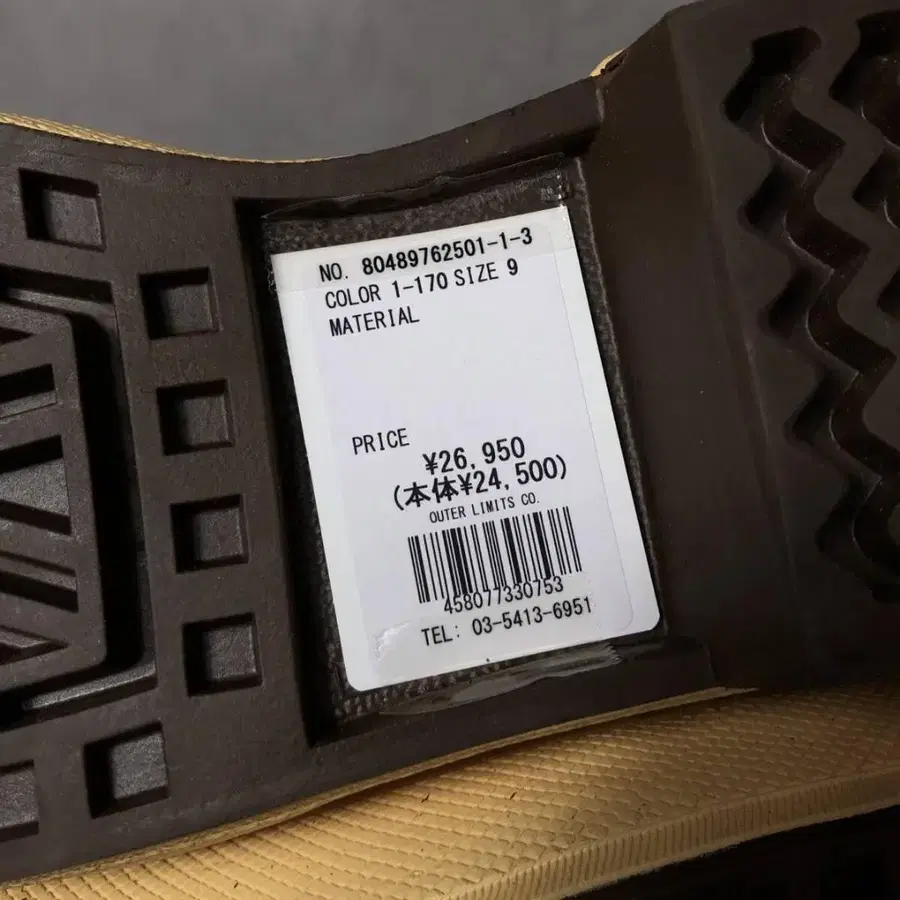 NO. 80489762501-1-3
COLOR 1-170 SIZE 9
MATERIAL
PRICE
¥26,950
(本体¥24,500)
OUTER LIMITS CO.
458077330753
TEL: 03-5413-6951